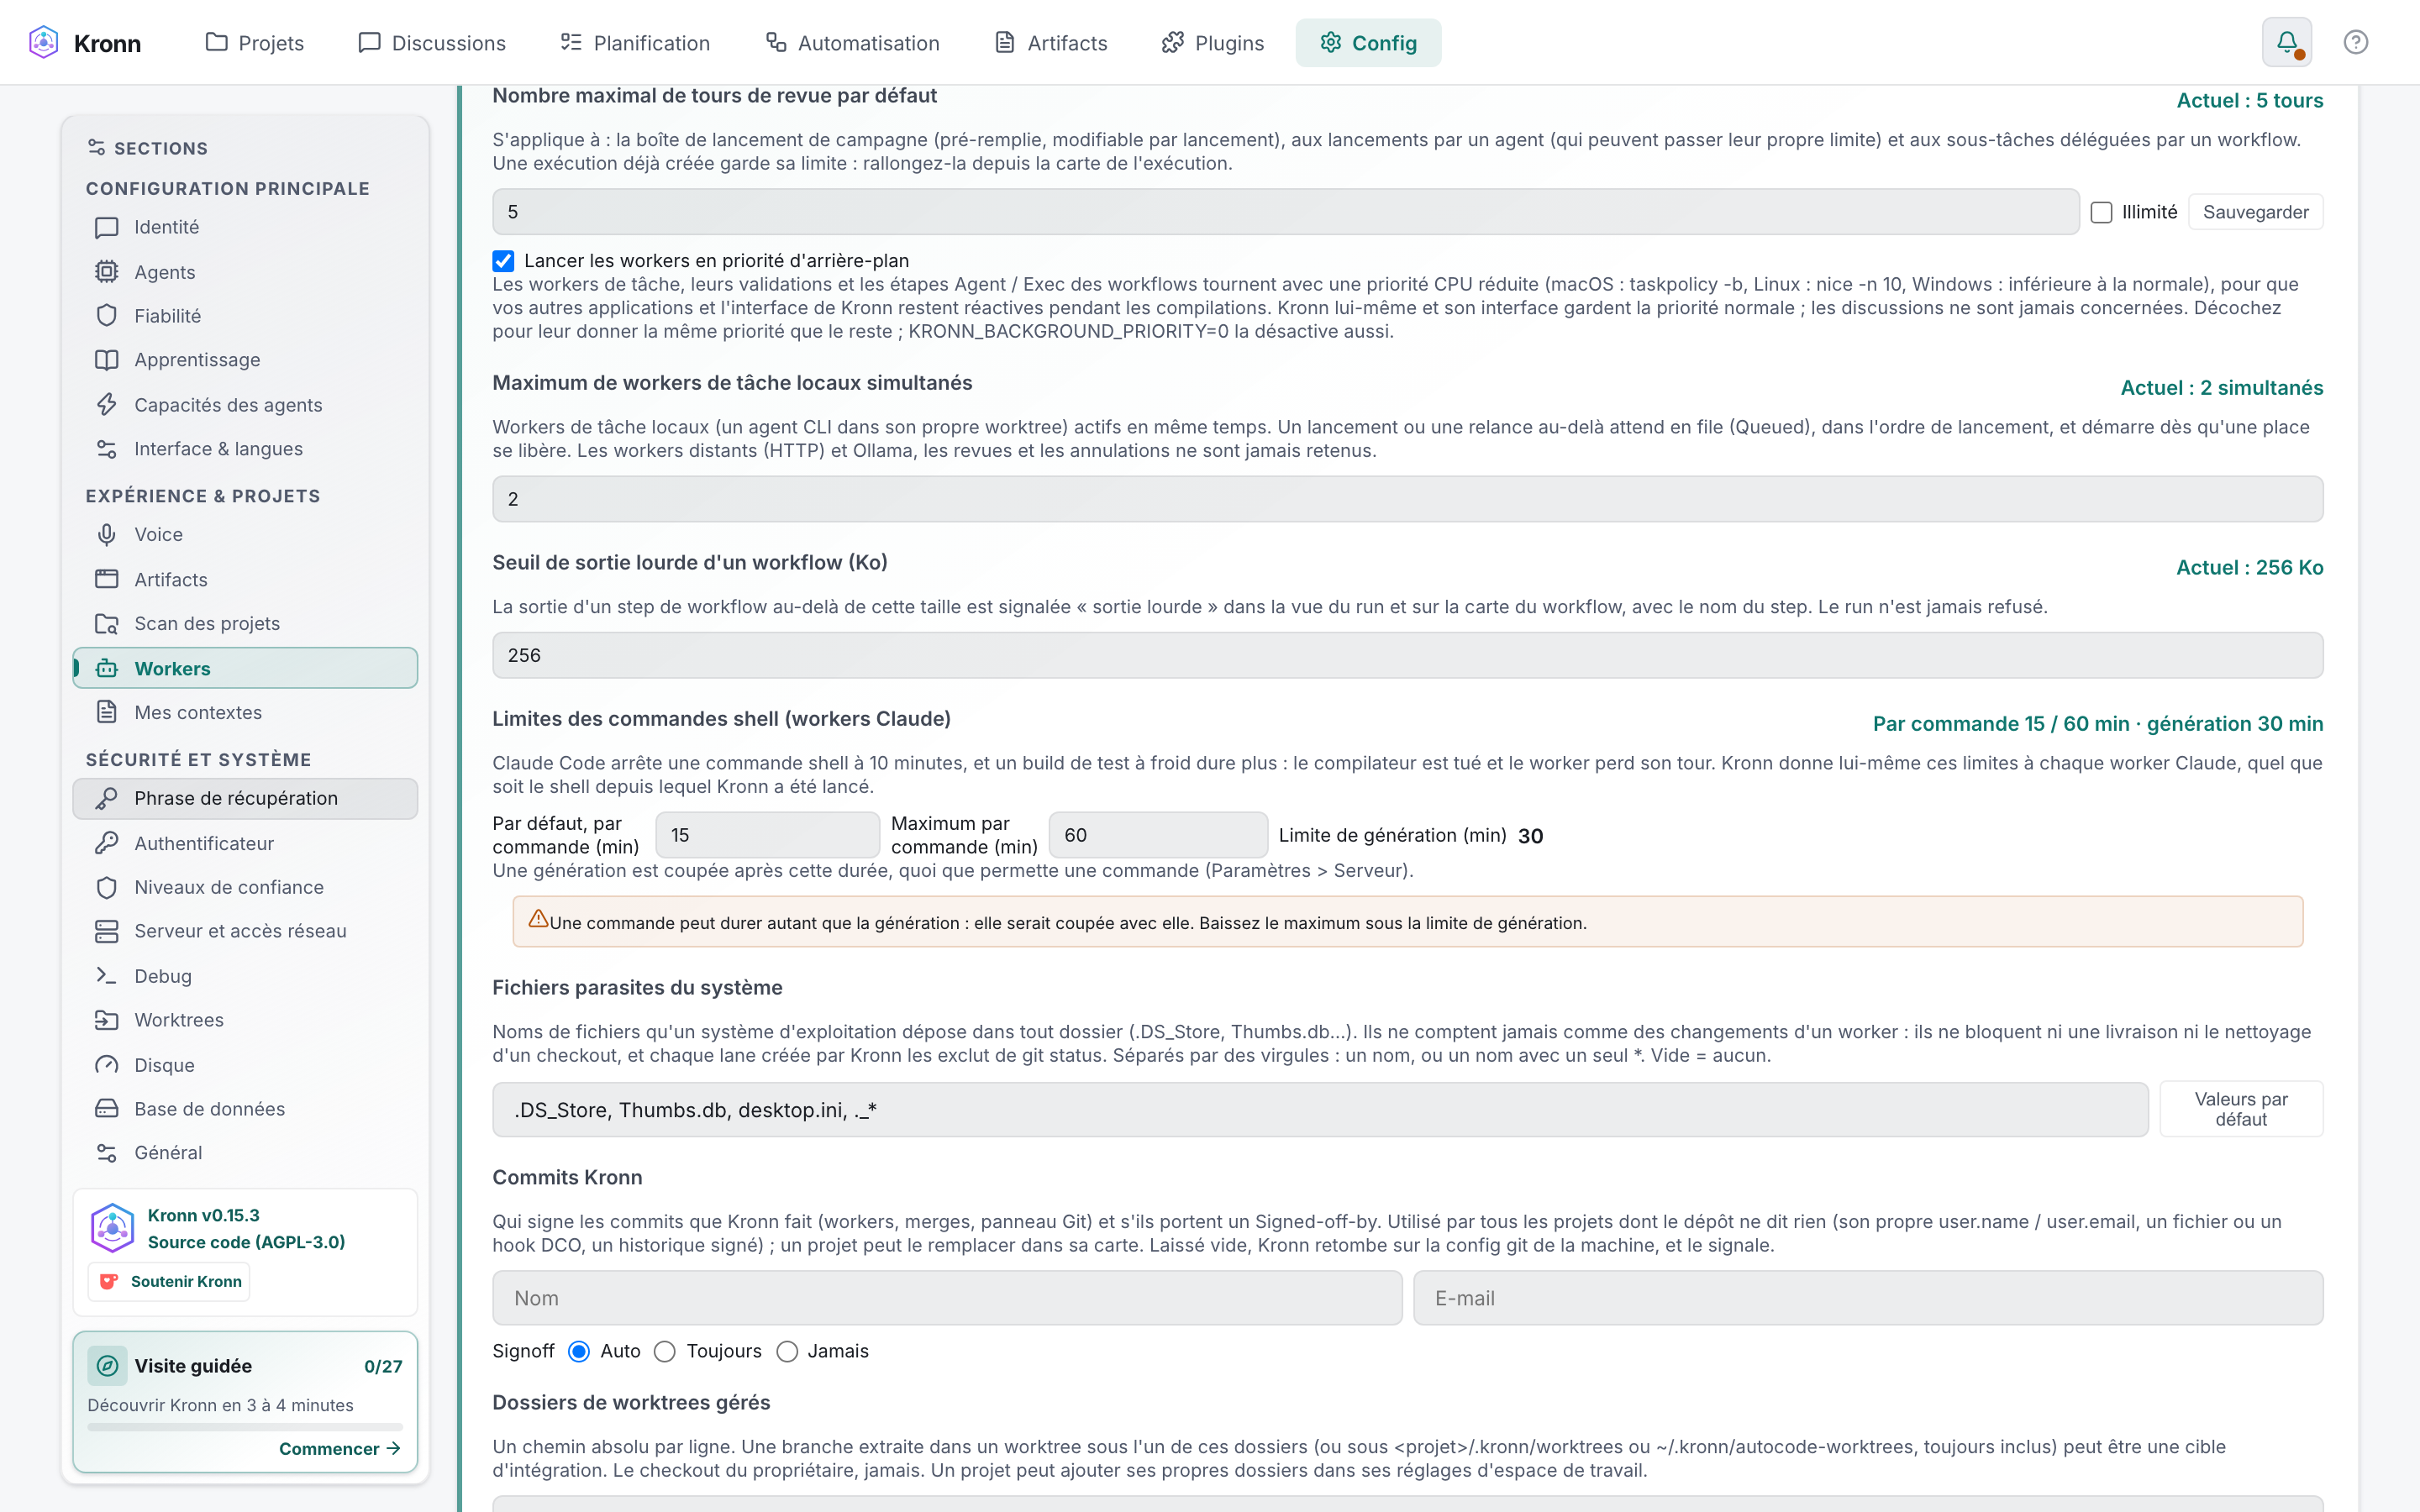 Kronn
Projets
Discussions
Planification
Automatisation
Artifacts
Plugins
Config
SECTIONS
CONFIGURATION PRINCIPALE
Identité
Agents
Fiabilité
Apprentissage
Capacités des agents
Interface & langues
EXPÉRIENCE & PROJETS
Voice
Artifacts
Scan des projets
Workers
Mes contextes
SÉCURITÉ ET SYSTÈME
Phrase de récupération
Authentificateur
Niveaux de confiance
Serveur et accès réseau
Debug
Worktrees
Disque
Base de données
Général
Kronn v0.15.3
Source code (AGPL-3.0)
Soutenir Kronn
Visite guidée 0/27
Découvrir Kronn en 3 à 4 minutes
Commencer →
Nombre maximal de tours de revue par défaut
Actuel : 5 tours
S'applique à : la boîte de lancement de campagne (pré-remplie, modifiable par lancement), aux lancements par un agent (qui peuvent passer leur propre limite) et aux sous-tâches déléguées par un workflow.
Une exécution déjà créée garde sa limite : rallongez-la depuis la carte de l'exécution.
5
Illimité
Sauvegarder
Lancer les workers en priorité d'arrière-plan
Les workers de tâche, leurs validations et les étapes Agent / Exec des workflows tournent avec une priorité CPU réduite (macOS : taskpolicy -b, Linux : nice -n 10, Windows : inférieure à la normale), pour que
vos autres applications et l'interface de Kronn restent réactives pendant les compilations. Kronn lui-même et son interface gardent la priorité normale ; les discussions ne sont jamais concernées. Décochez
pour leur donner la même priorité que le reste ; KRONN_BACKGROUND_PRIORITY=0 la désactive aussi.
Maximum de workers de tâche locaux simultanés
Actuel : 2 simultanés
Workers de tâche locaux (un agent CLI dans son propre worktree) actifs en même temps. Un lancement ou une relance au-delà attend en file (Queued), dans l'ordre de lancement, et démarre dès qu'une place
se libère. Les workers distants (HTTP) et Ollama, les revues et les annulations ne sont jamais retenus.
2
Seuil de sortie lourde d'un workflow (Ko)
Actuel : 256 Ko
La sortie d'un step de workflow au-delà de cette taille est signalée « sortie lourde » dans la vue du run et sur la carte du workflow, avec le nom du step. Le run n'est jamais refusé.
256
Limites des commandes shell (workers Claude)
Par commande 15 / 60 min · génération 30 min
Claude Code arrête une commande shell à 10 minutes, et un build de test à froid dure plus : le compilateur est tué et le worker perd son tour. Kronn donne lui-même ces limites à chaque worker Claude, quel que
soit le shell depuis lequel Kronn a été lancé.
Par défaut, par
commande (min)
15
Maximum par
commande (min)
60
Limite de génération (min) 30
Une génération est coupée après cette durée, quoi que permette une commande (Paramètres > Serveur).
Une commande peut durer autant que la génération : elle serait coupée avec elle. Baissez le maximum sous la limite de génération.
Fichiers parasites du système
Noms de fichiers qu'un système d'exploitation dépose dans tout dossier (.DS_Store, Thumbs.db...). Ils ne comptent jamais comme des changements d'un worker : ils ne bloquent ni une livraison ni le nettoyage
d'un checkout, et chaque lane créée par Kronn les exclut de git status. Séparés par des virgules : un nom, ou un nom avec un seul *. Vide = aucun.
.DS_Store, Thumbs.db, desktop.ini, ._*
Valeurs par
défaut
Commits Kronn
Qui signe les commits que Kronn fait (workers, merges, panneau Git) et s'ils portent un Signed-off-by. Utilisé par tous les projets dont le dépôt ne dit rien (son propre user.name / user.email, un fichier ou un
hook DCO, un historique signé) ; un projet peut le remplacer dans sa carte. Laissé vide, Kronn retombe sur la config git de la machine, et le signale.
Nom
E-mail
Signoff Auto Toujours Jamais
Dossiers de worktrees gérés
Un chemin absolu par ligne. Une branche extraite dans un worktree sous l'un de ces dossiers (ou sous <projet>/.kronn/worktrees ou ~/.kronn/autocode-worktrees, toujours inclus) peut être une cible
d'intégration. Le checkout du propriétaire, jamais. Un projet peut ajouter ses propres dossiers dans ses réglages d'espace de travail.